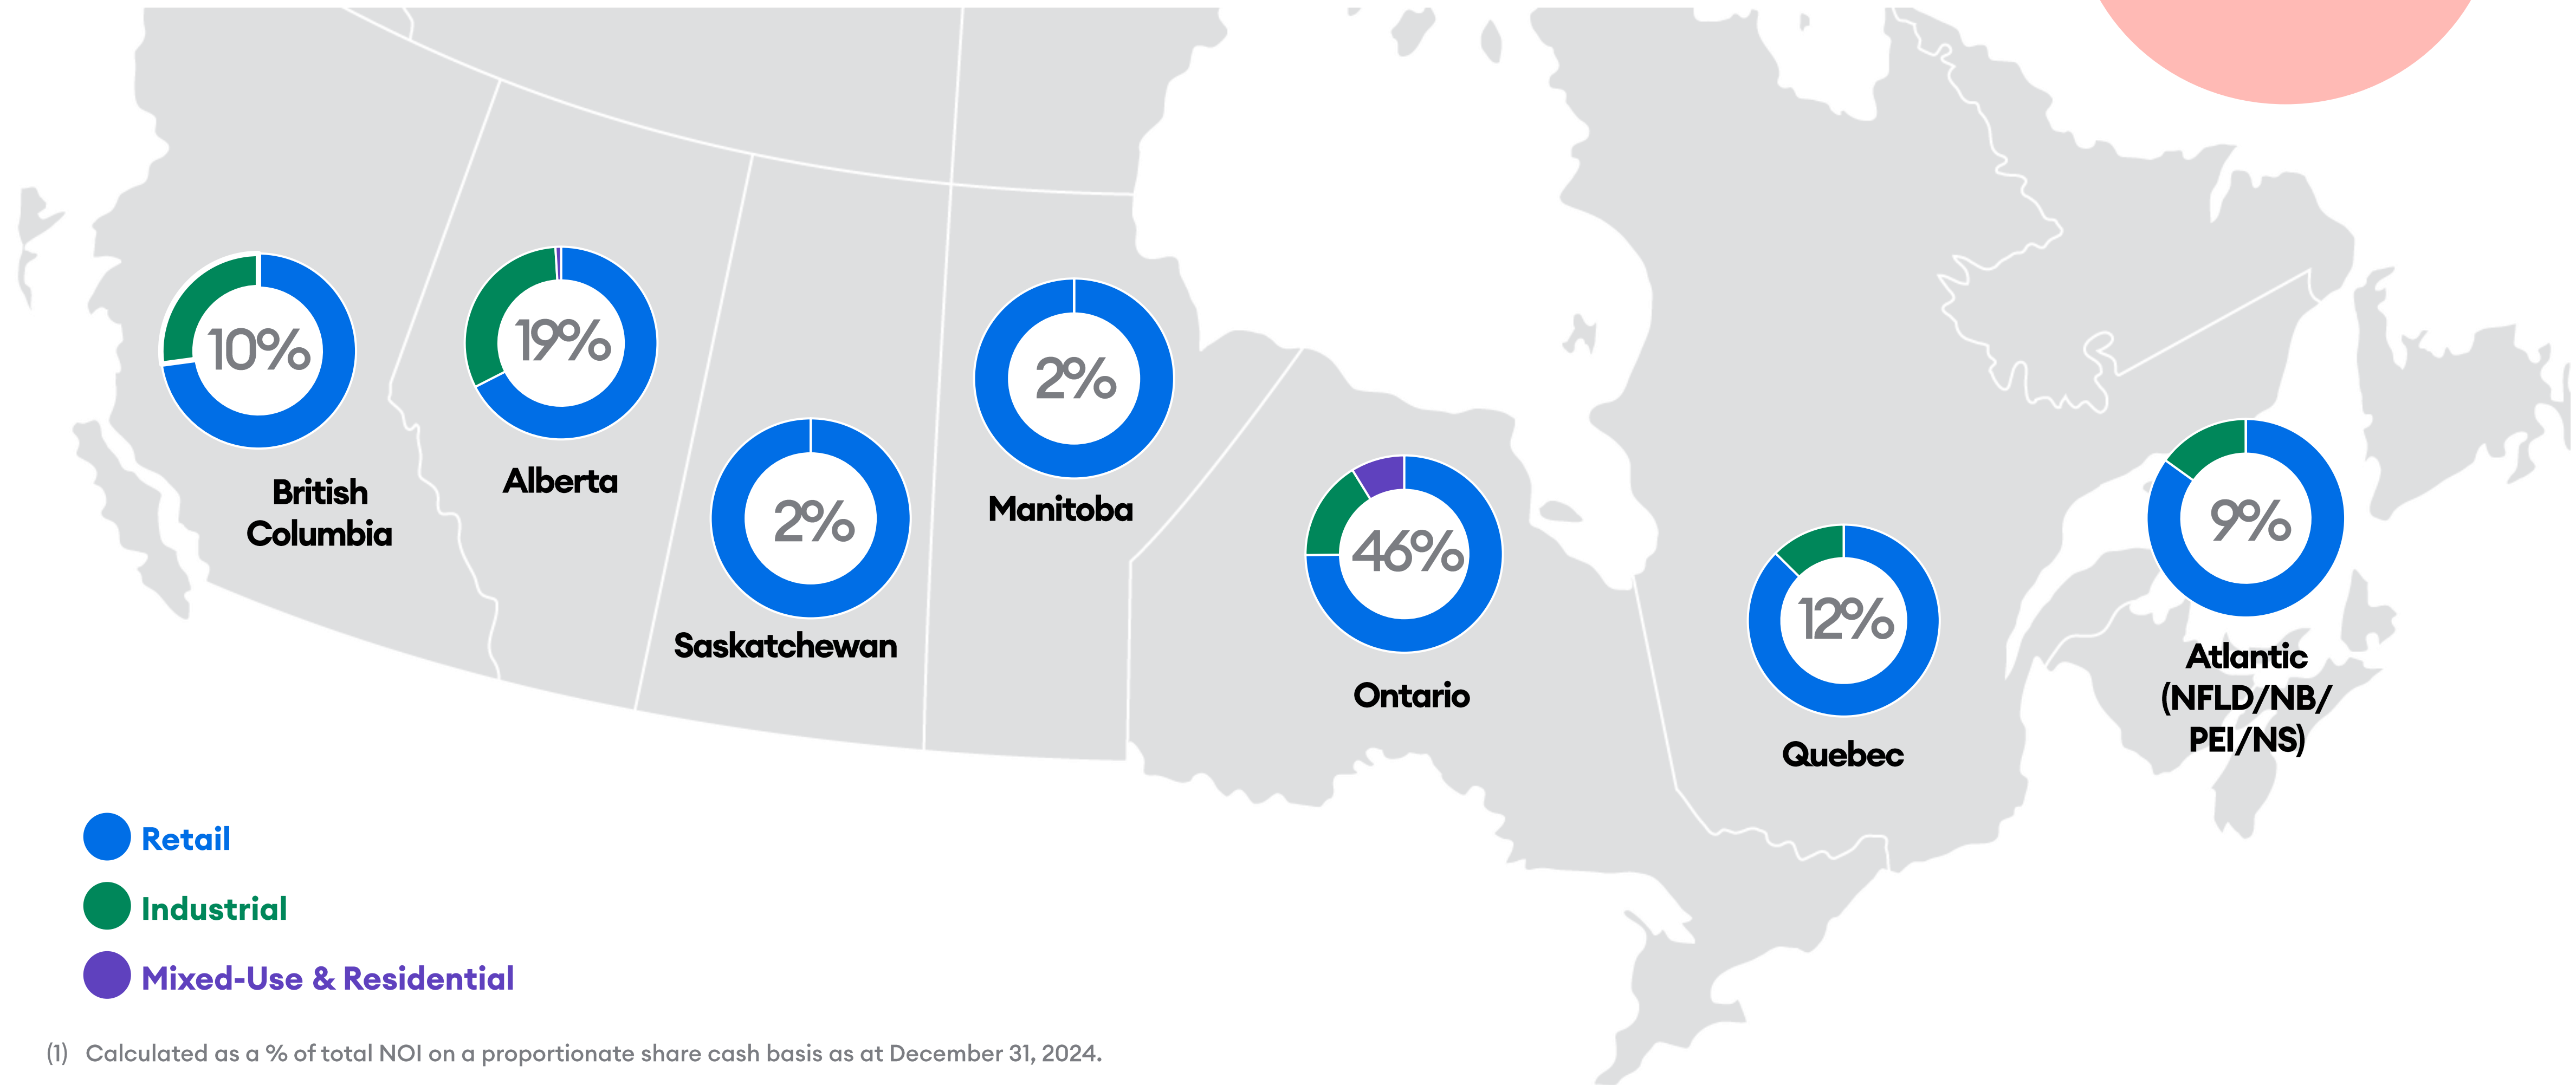 10%
British
Columbia
19%
Alberta
2%
Saskatchewan
2%
Manitoba
46%
Ontario
12%
Quebec
9%
Atlantic
(NFLD/NB/
PEI/NS)
Retail
Industrial
Mixed-Use & Residential
(1) Calculated as a % of total NOI on a proportionate share cash basis as at December 31, 2024.